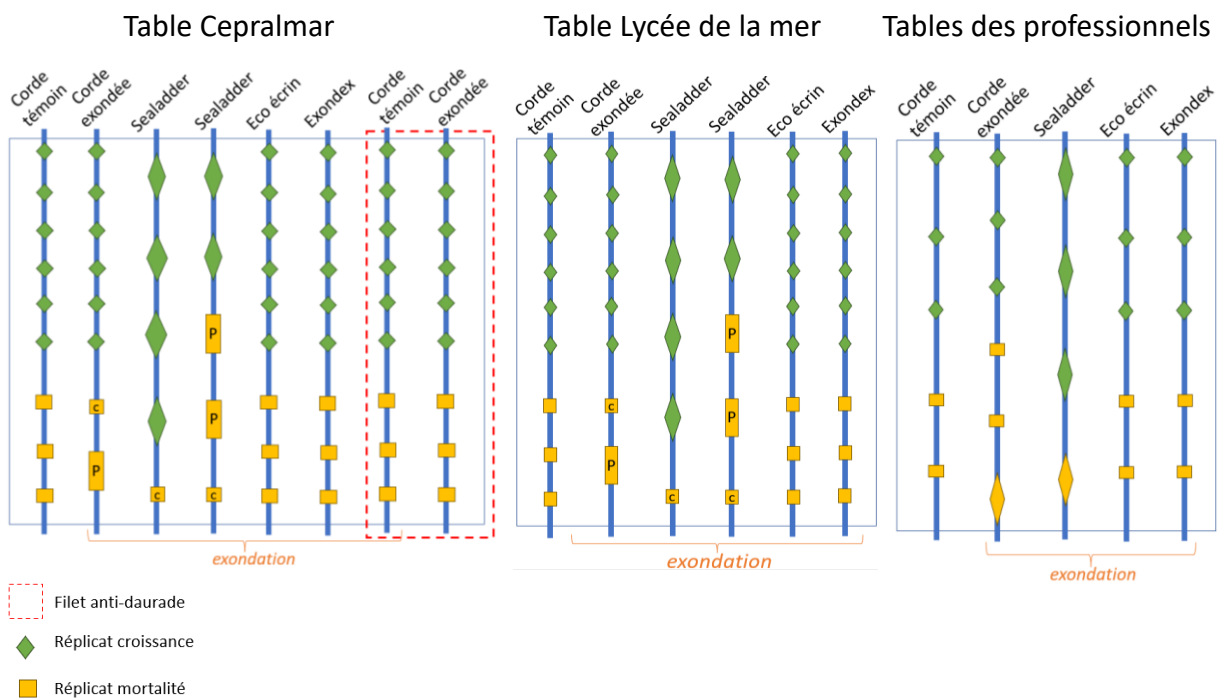 Table Cepralmar
Table Lycée de la mer
Tables des professionnels
Corde
témoin
Corde
exondée
Sealadder
Sealadder
Eco écrin
Exondex
Corde
témoin
Corde
exondée
Corde
témoin
Corde
exondée
Sealadder
Sealadder
Eco écrin
Exondex
Corde
témoin
Corde
exondée
Sealadder
Eco écrin
Exondex
P
P
c
c
P
P
c
c
P
P
c
c
exondation
exondation
exondation
Filet anti-daurade
Réplicat croissance
Réplicat mortalité